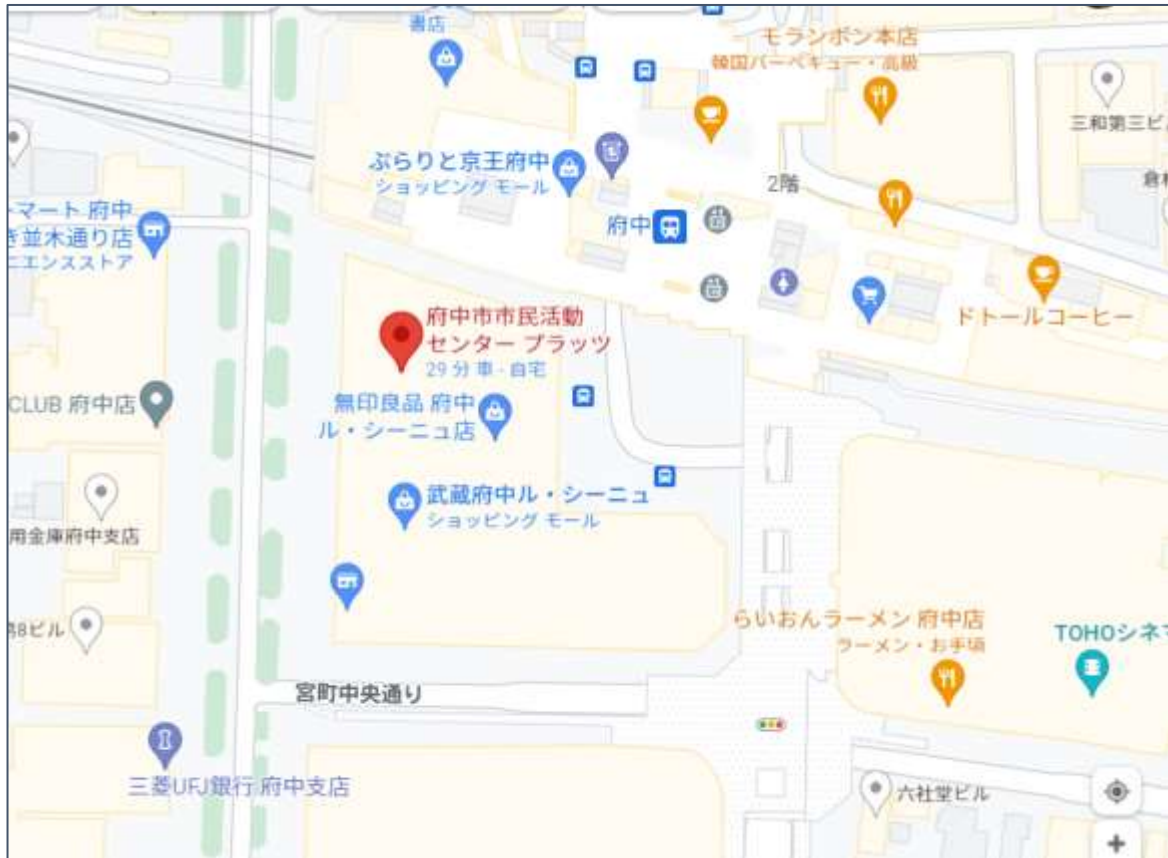 書店
モランボン本店
韓国バーベキュー・高級
三和第三ビル
ぷらりと京王府中
ショッピング モール
2階
府中
ーマート 府中
き並木通り店
ニエンスストア
府中市市民活動
センター プラッツ
29 分 車 - 自宅
ドトールコーヒー
CLUB 府中店
無印良品 府中
ル・シーニュ店
武蔵府中ル・シーニュ
ショッピング モール
用金庫府中支店
第8ビル
らいおんラーメン 府中店
ラーメン・お手頃
TOHOシネマ
宮町中央通り
三菱UFJ銀行 府中支店
六社堂ビル